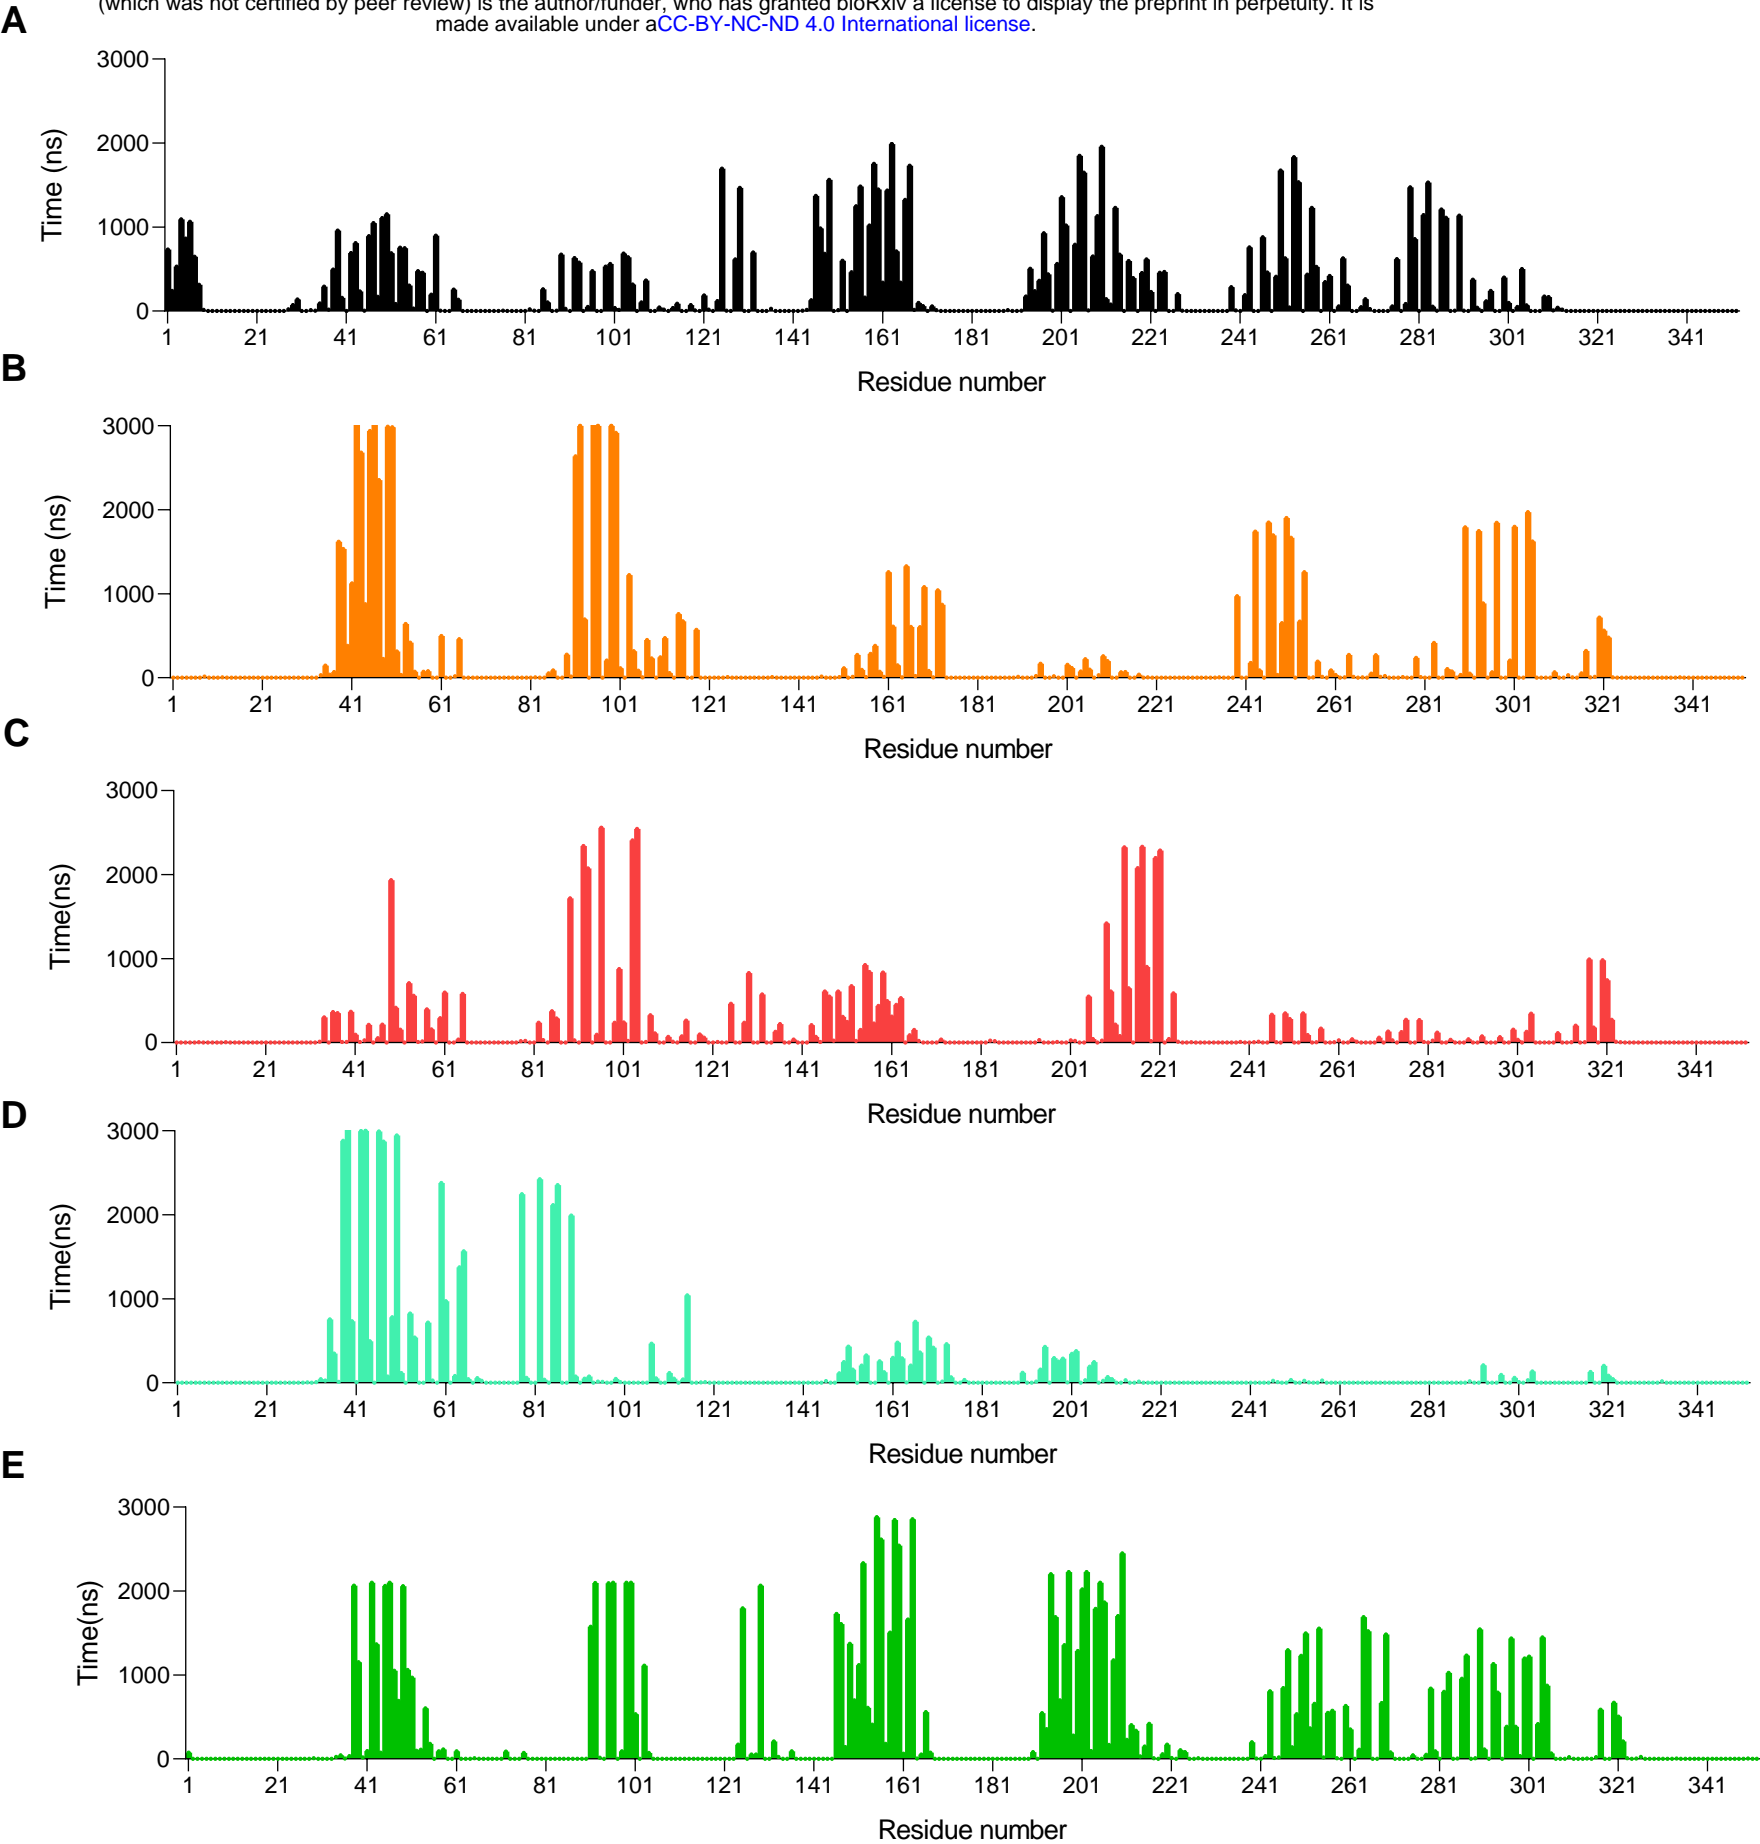 (which was not certified by peer review) is the author/funder, who has granted bioRxiv a license to display the preprint in perpetuity. It is
made available under aCC-BY-NC-ND 4.0 International license.
A
3000
2000
1000
0
Time (ns)
1 21 41 61 81 101 121 141 161 181 201 221 241 261 281 301 321 341
Residue number
B
3000
2000
1000
0
Time (ns)
1 21 41 61 81 101 121 141 161 181 201 221 241 261 281 301 321 341
Residue number
C
3000
2000
1000
0
Time(ns)
1 21 41 61 81 101 121 141 161 181 201 221 241 261 281 301 321 341
Residue number
D
3000
2000
1000
0
Time(ns)
1 21 41 61 81 101 121 141 161 181 201 221 241 261 281 301 321 341
Residue number
E
3000
2000
1000
0
Time(ns)
1 21 41 61 81 101 121 141 161 181 201 221 241 261 281 301 321 341
Residue number